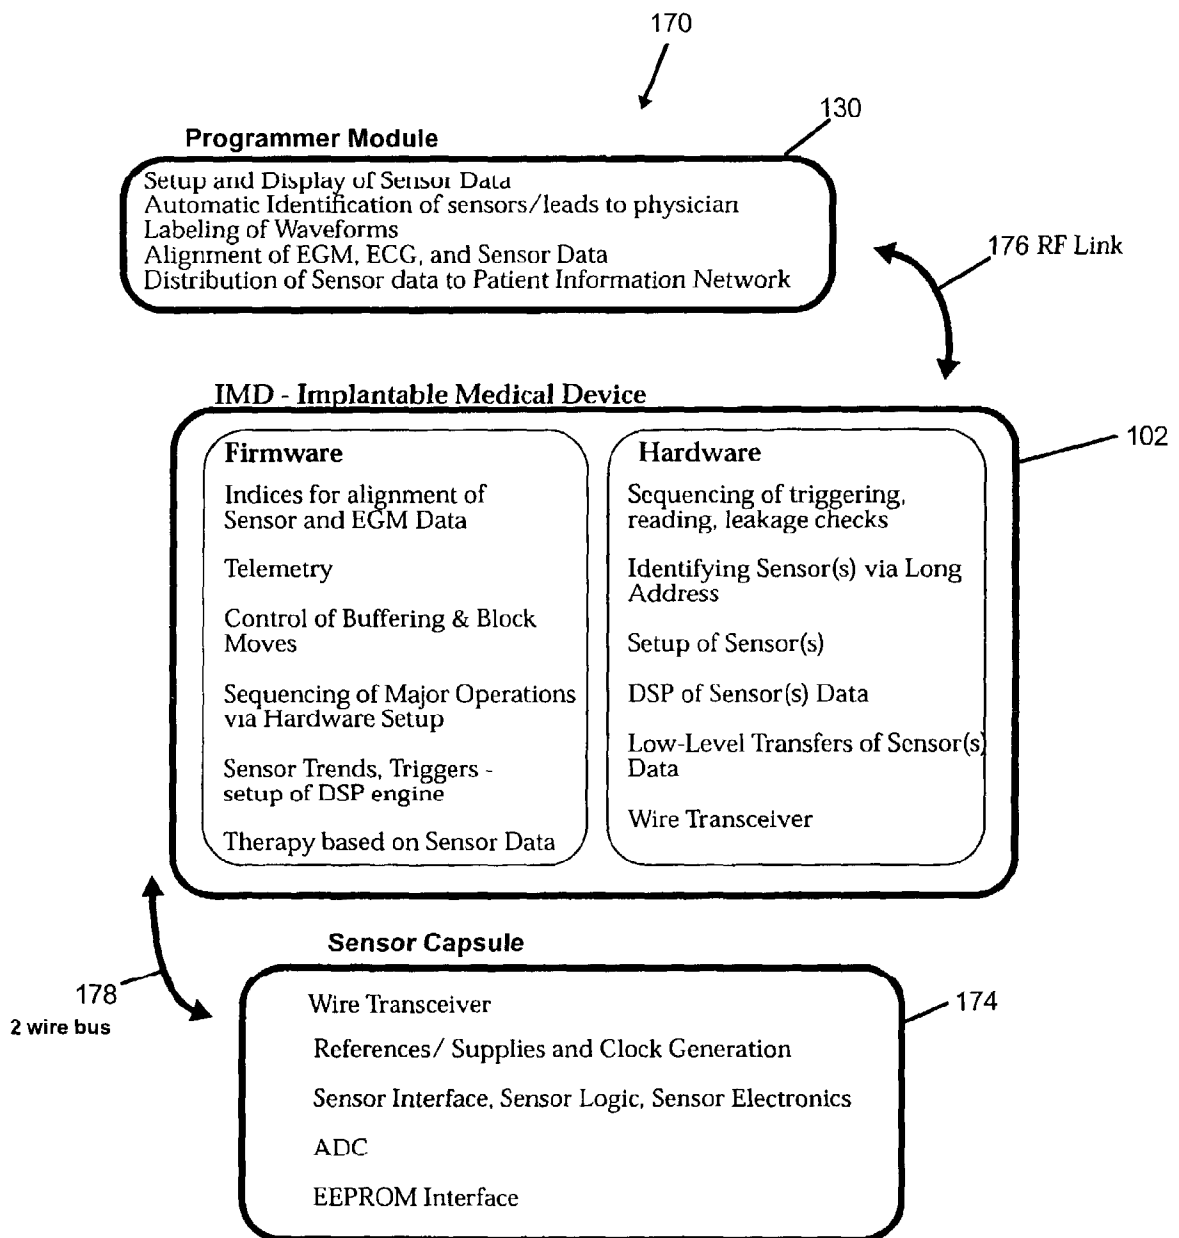 170
130
Programmer Module
Setup and Display of Sensor Data
Automatic Identification of sensors/leads to physician
Labeling of Waveforms
Alignment of EGM, ECG, and Sensor Data
Distribution of Sensor data to Patient Information Network
176 RF Link
IMD - Implantable Medical Device
102
Firmware
Indices for alignment of
Sensor and EGM Data
Telemetry
Control of Buffering & Block
Moves
Sequencing of Major Operations
via Hardware Setup
Sensor Trends, Triggers -
setup of DSP engine
Therapy based on Sensor Data
Hardware
Sequencing of triggering,
reading, leakage checks
Identifying Sensor(s) via Long
Address
Setup of Sensor(s)
DSP of Sensor(s) Data
Low-Level Transfers of Sensor(s)
Data
Wire Transceiver
178
2 wire bus
Sensor Capsule
174
Wire Transceiver
References/ Supplies and Clock Generation
Sensor Interface, Sensor Logic, Sensor Electronics
ADC
EEPROM Interface